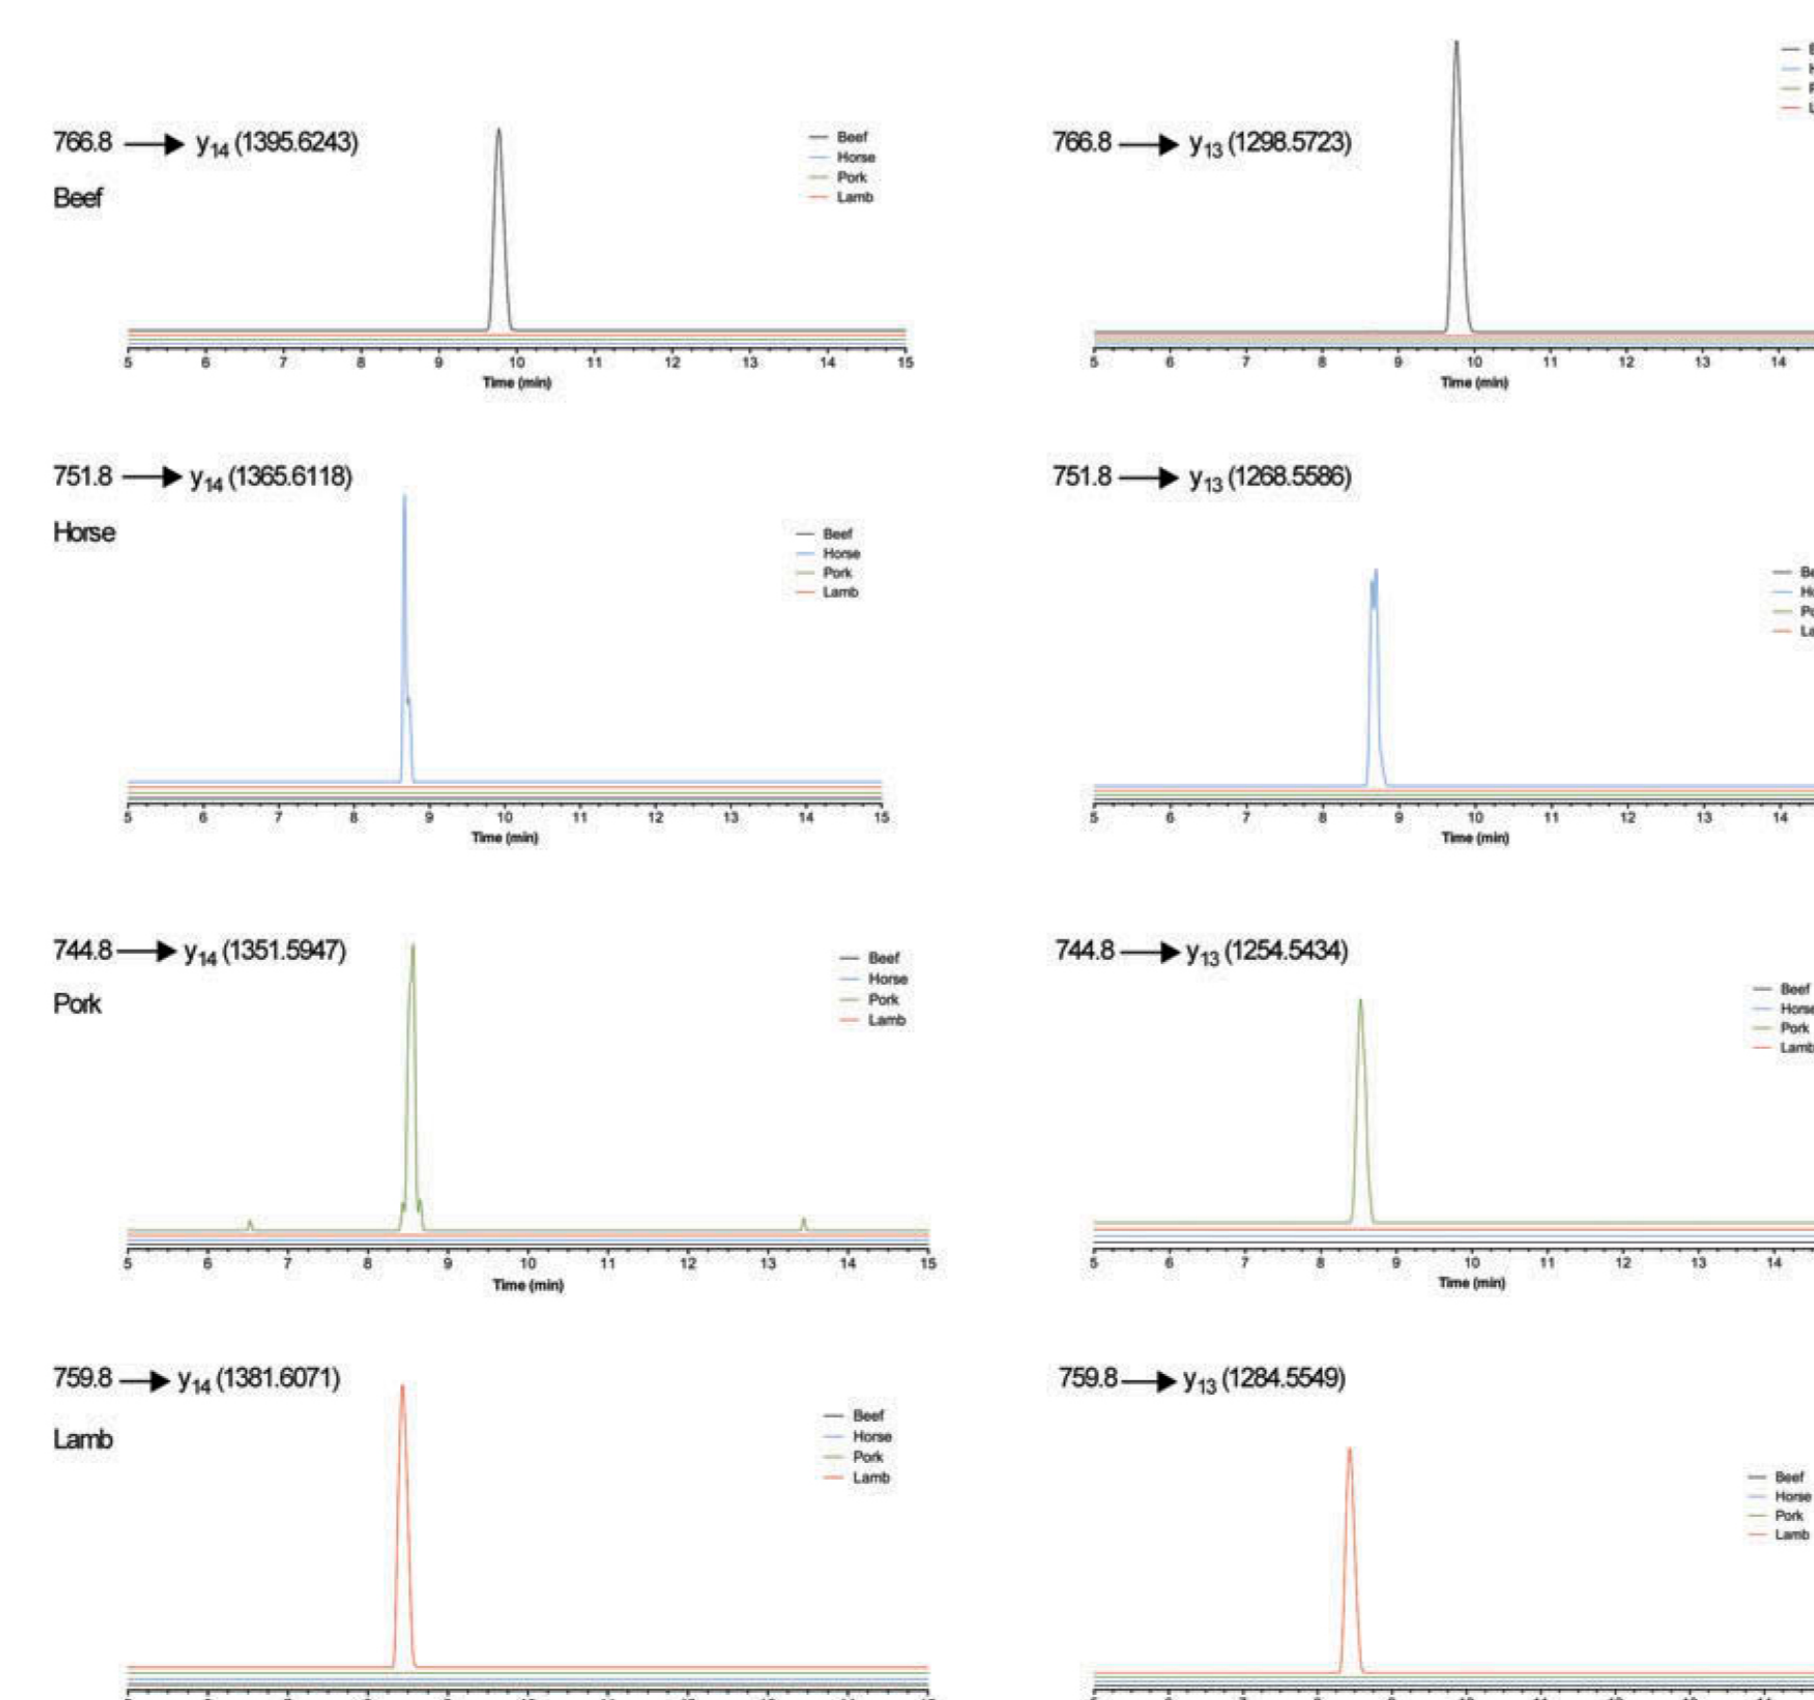 766.8 → y14 (1395.6243)
Beef
Beef
Horse
Pork
Lamb
5 6 7 8 9 10 11 12 13 14 15
Time (min)
766.8 → y13 (1298.5723)
5 6 7 8 9 10 11 12 13 14
Time (min)
751.8 → y14 (1365.6118)
Horse
Beef
Horse
Pork
Lamb
5 6 7 8 9 10 11 12 13 14 15
Time (min)
751.8 → y13 (1268.5586)
5 6 7 8 9 10 11 12 13 14
Time (min)
744.8 → y14 (1351.5947)
Pork
Beef
Horse
Pork
Lamb
5 6 7 8 9 10 11 12 13 14 15
Time (min)
744.8 → y13 (1254.5434)
Beef
Horse
Pork
Lamb
5 6 7 8 9 10 11 12 13 14
Time (min)
759.8 → y14 (1381.6071)
Lamb
Beef
Horse
Pork
Lamb
759.8 → y13 (1284.5549)
Beef
Horse
Pork
Lamb